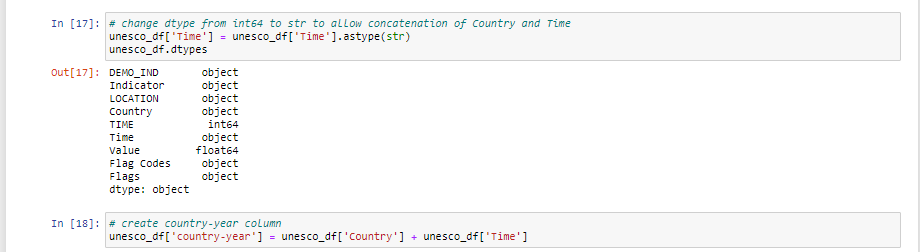 In [17]: # change dtype from int64 to str to allow concatenation of Country and Time
unesco_df['Time'] = unesco_df['Time'].astype(str)
unesco_df.dtypes
Out[17]: DEMO_IND object
Indicator object
LOCATION object
Country object
TIME int64
Time object
Value float64
Flag Codes object
Flags object
dtype: object
In [18]: # create country-year column
unesco_df['country-year'] = unesco_df['Country'] + unesco_df['Time']